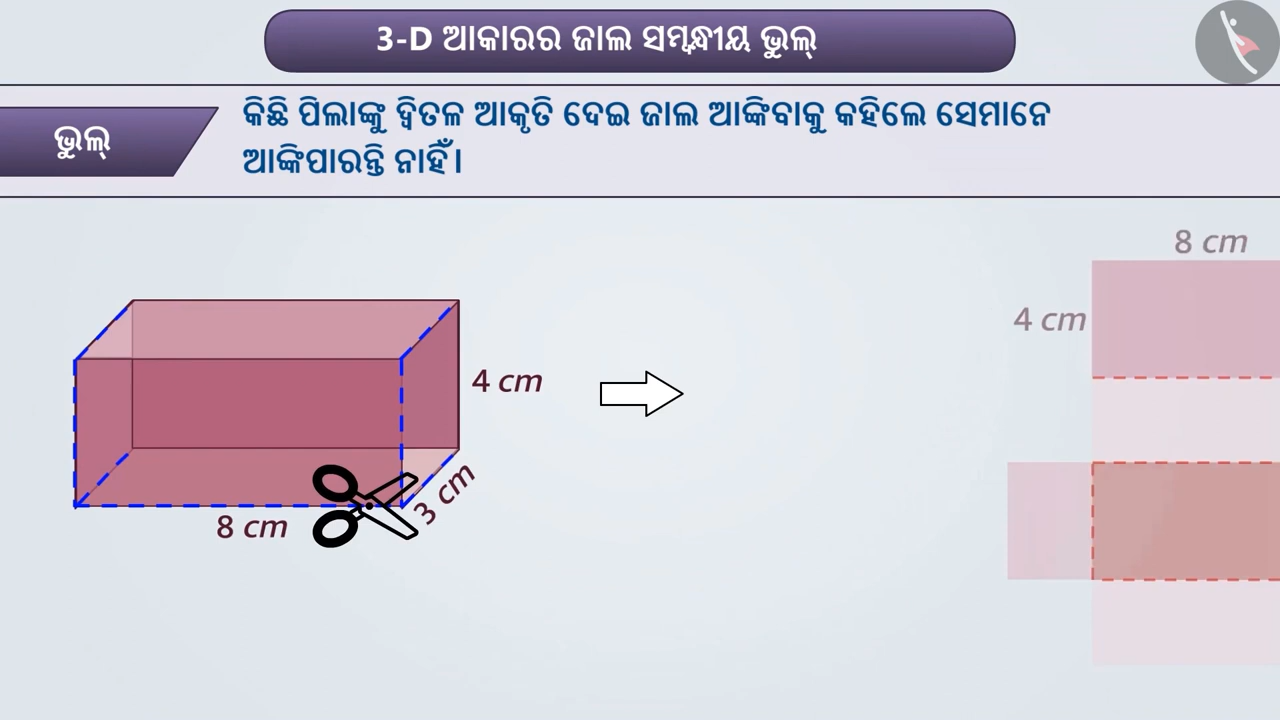 3-D ଆକାରର ଜାଲ ସମ୍ବନ୍ଧୀୟ ଭୁଲ୍
ଭୁଲ୍
କିଛି ପିଲାଙ୍କୁ ଦ୍ୱିତଳ ଆକୃତି ଦେଇ ଜାଲ ଆଙ୍କିବାକୁ କହିଲେ ସେମାନେ
ଆଙ୍କିପାରନ୍ତି ନାହିଁ।
8 cm
4 cm
4 cm
3 cm
8 cm